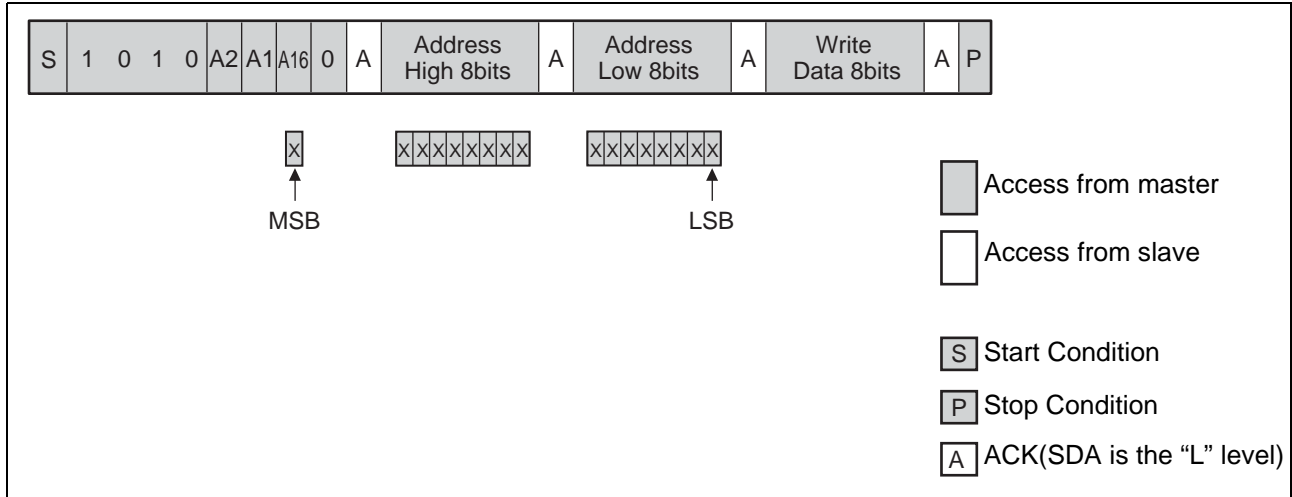 S 1 0 1 0 A2 A1 A16 0 A Address High 8bits A Address Low 8bits A Write Data 8bits A P
X XXXXXXXX XXXXXXXX
MSB LSB
Access from master
Access from slave
S Start Condition
P Stop Condition
A ACK(SDA is the “L” level)